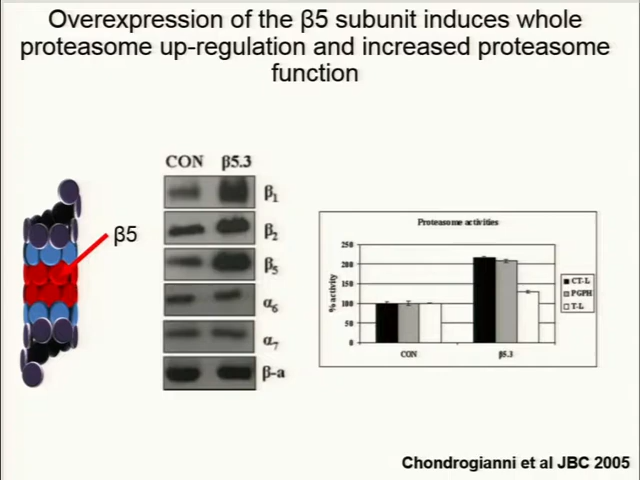 Overexpression of the β5 subunit induces whole
proteasome up-regulation and increased proteasome
function
CON β5.3
β1
β2
β5
α6
α7
β-a
β5
Proteasome activities
% activity
250
200
150
100
50
0
CON
β5.3
CT-L
PGPH
T-L
Chondrogianni et al JBC 2005